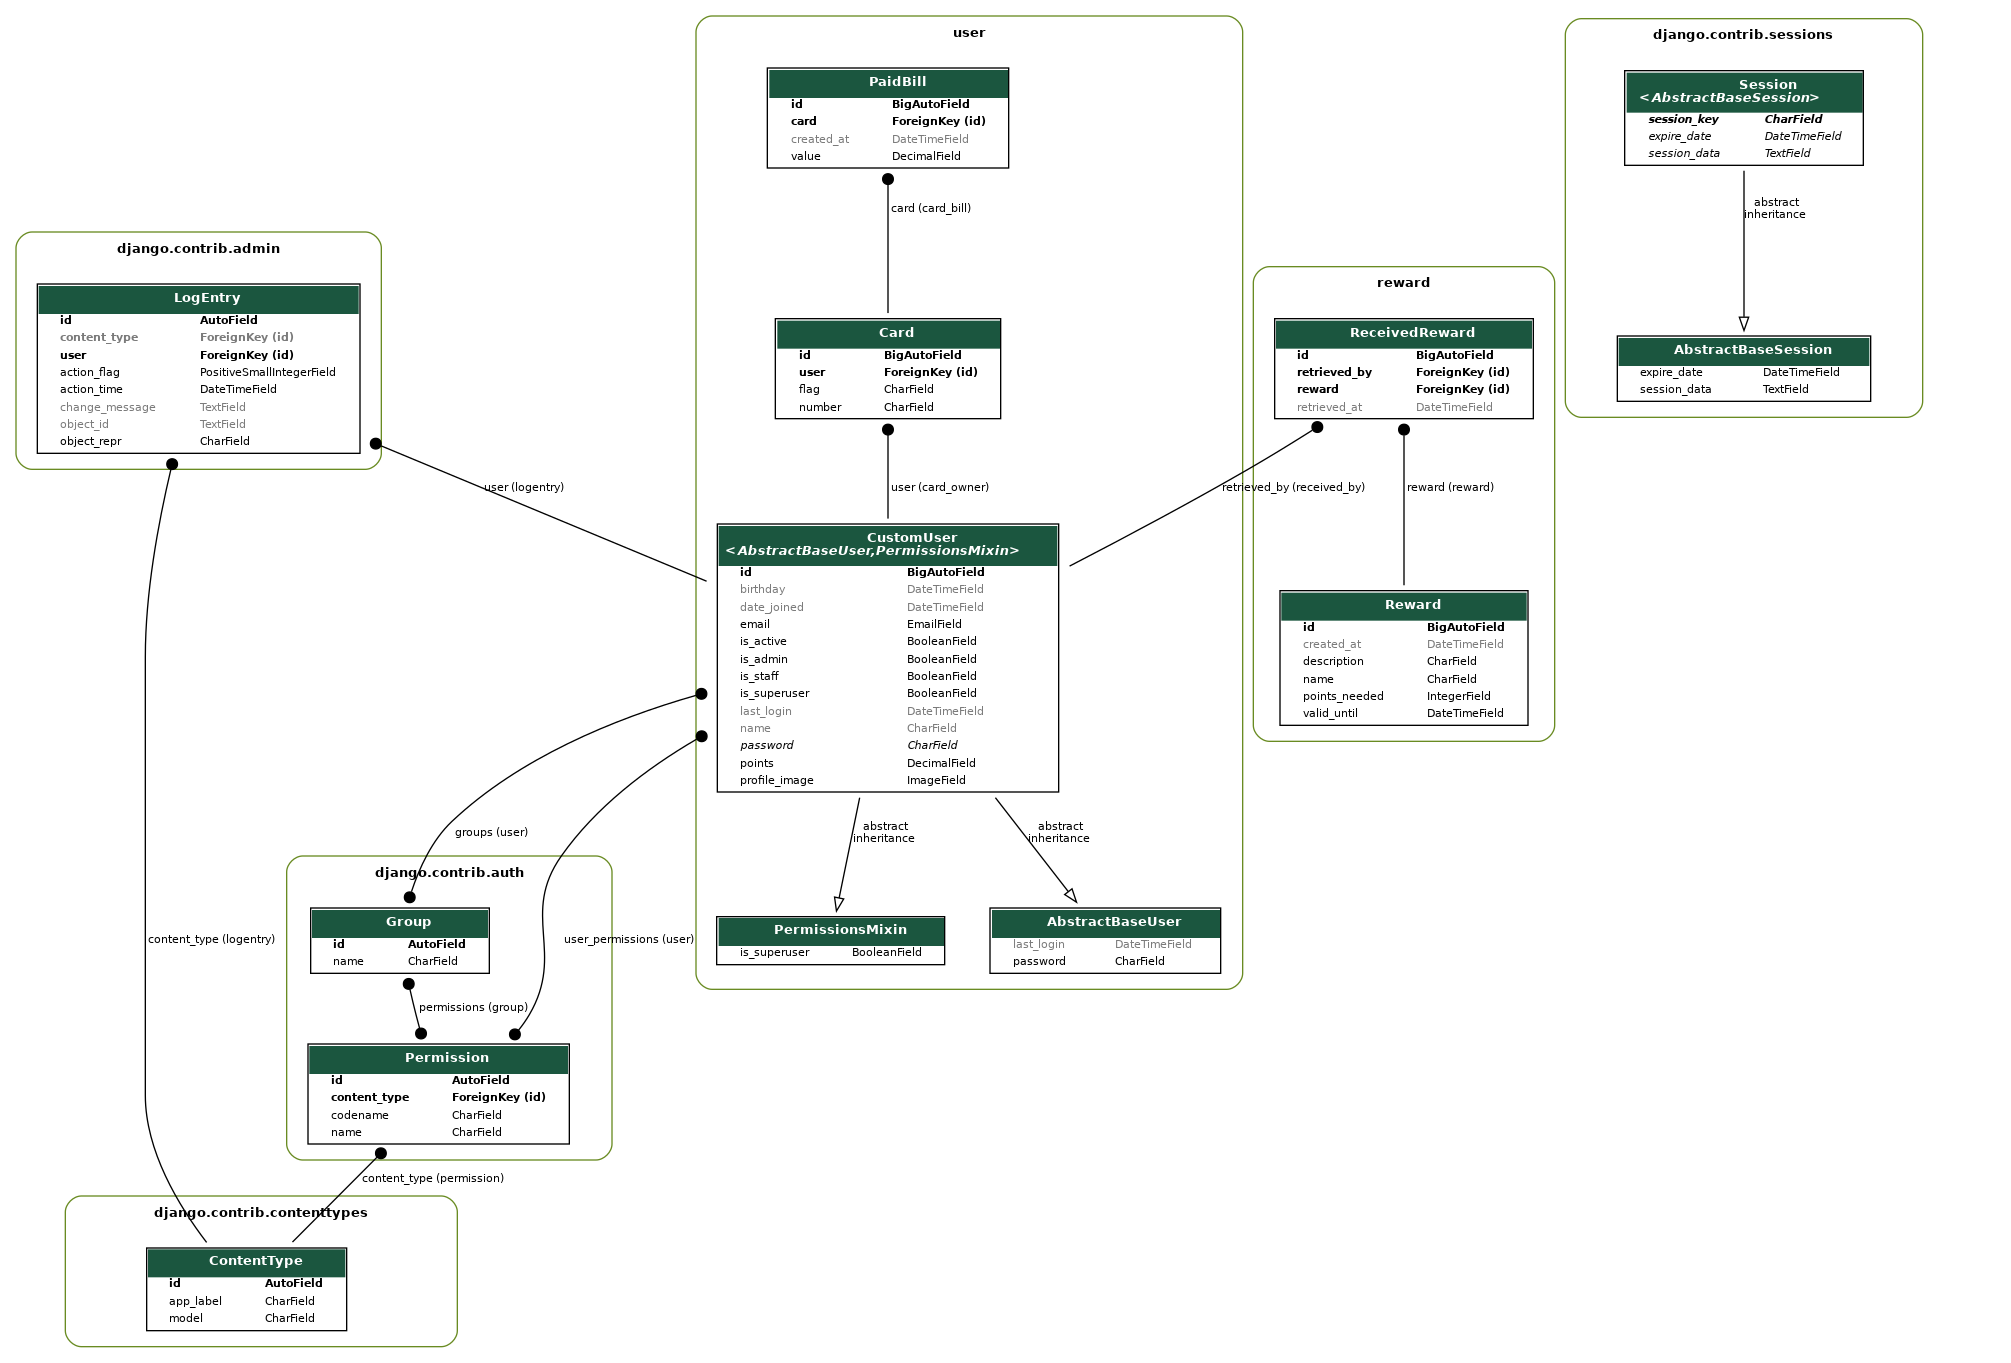 user
PaidBill
id BigAutoField
card ForeignKey (id)
created_at DateTimeField
value DecimalField
card (card_bill)
Card
id BigAutoField
user ForeignKey (id)
flag CharField
number CharField
user (card_owner)
CustomUser
<AbstractBaseUser,PermissionsMixin>
id BigAutoField
birthday DateTimeField
date_joined DateTimeField
email EmailField
is_active BooleanField
is_admin BooleanField
is_staff BooleanField
is_superuser BooleanField
last_login DateTimeField
name CharField
password CharField
points DecimalField
profile_image ImageField
abstract
inheritance
abstract
inheritance
PermissionsMixin
is_superuser BooleanField
AbstractBaseUser
last_login DateTimeField
password CharField
django.contrib.sessions
Session
<AbstractBaseSession>
session_key CharField
expire_date DateTimeField
session_data TextField
abstract
inheritance
AbstractBaseSession
expire_date DateTimeField
session_data TextField
django.contrib.admin
LogEntry
id AutoField
content_type ForeignKey (id)
user ForeignKey (id)
action_flag PositiveSmallIntegerField
action_time DateTimeField
change_message TextField
object_id TextField
object_repr CharField
user (logentry)
reward
ReceivedReward
id BigAutoField
retrieved_by ForeignKey (id)
reward ForeignKey (id)
retrieved_at DateTimeField
retrieved_by (received_by)
reward (reward)
Reward
id BigAutoField
created_at DateTimeField
description CharField
name CharField
points_needed IntegerField
valid_until DateTimeField
groups (user)
django.contrib.auth
Group
id AutoField
name CharField
content_type (logentry)
user_permissions (user)
permissions (group)
Permission
id AutoField
content_type ForeignKey (id)
codename CharField
name CharField
content_type (permission)
django.contrib.contenttypes
ContentType
id AutoField
app_label CharField
model CharField